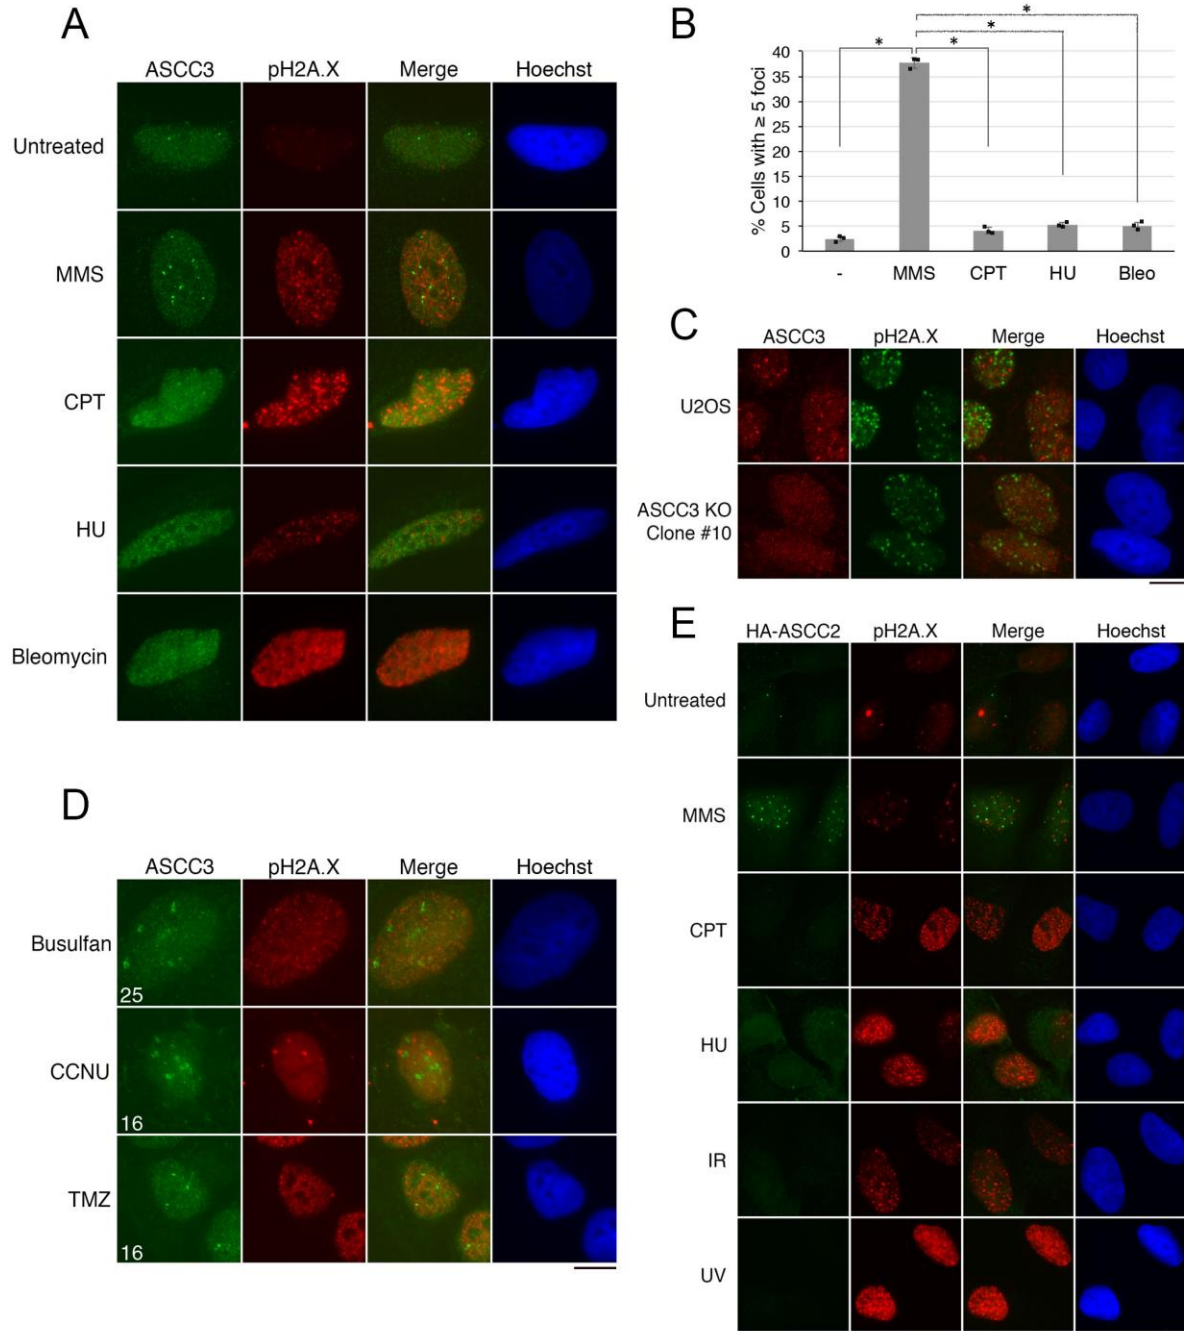 A
ASCC3 pH2A.X Merge Hoechst
Untreated
MMS
CPT
HU
Bleomycin
B
% Cells with ≥ 5 foci
40
35
30
25
20
15
10
5
0
* * * *
- MMS CPT HU Bleo
C
ASCC3 pH2A.X Merge Hoechst
U2OS
ASCC3 KO
Clone #10
D
ASCC3 pH2A.X Merge Hoechst
Busulfan
25
CCNU
16
TMZ
16
E
HA-ASCC2 pH2A.X Merge Hoechst
Untreated
MMS
CPT
HU
IR
UV